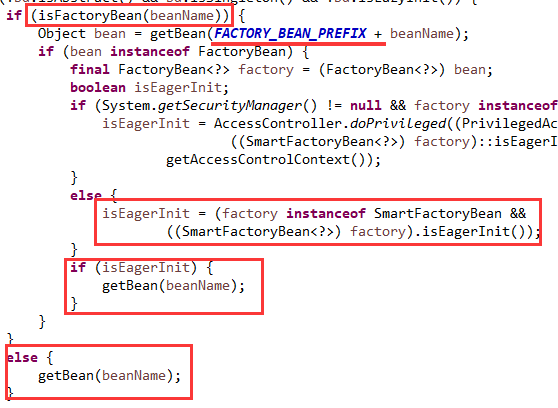 if (isFactoryBean(beanName)) {
Object bean = getBean(FACTORY_BEAN_PREFIX + beanName);
if (bean instanceof FactoryBean) {
final FactoryBean<?> factory = (FactoryBean<?>) bean;
boolean isEagerInit;
if (System.getSecurityManager() != null && factory instanceof
isEagerInit = AccessController.doPrivileged((PrivilegedAc
((SmartFactoryBean<?>) factory)::isEagerI
getAccessControlContext());
}
else {
isEagerInit = (factory instanceof SmartFactoryBean &&
((SmartFactoryBean<?>) factory).isEagerInit());
}
if (isEagerInit) {
getBean(beanName);
}
}
}
else {
getBean(beanName);
}